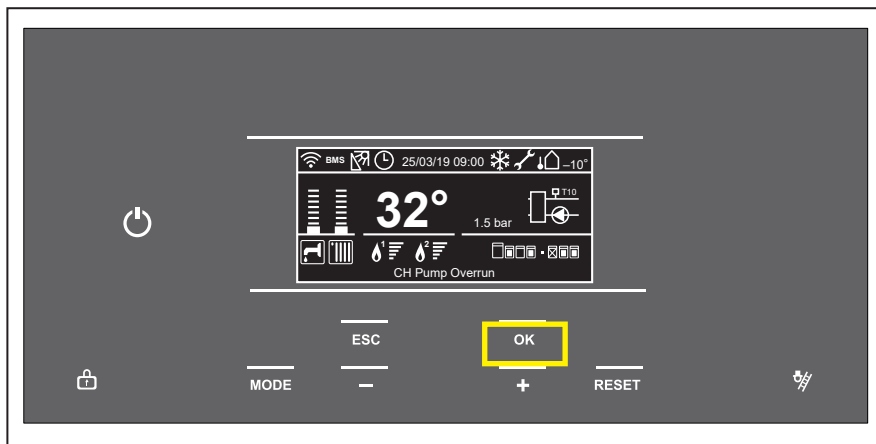 BMS 25/03/19 09:00 –10°
T10
32° 1.5 bar
1 2
CH Pump Overrun
ESC OK
MODE – + RESET